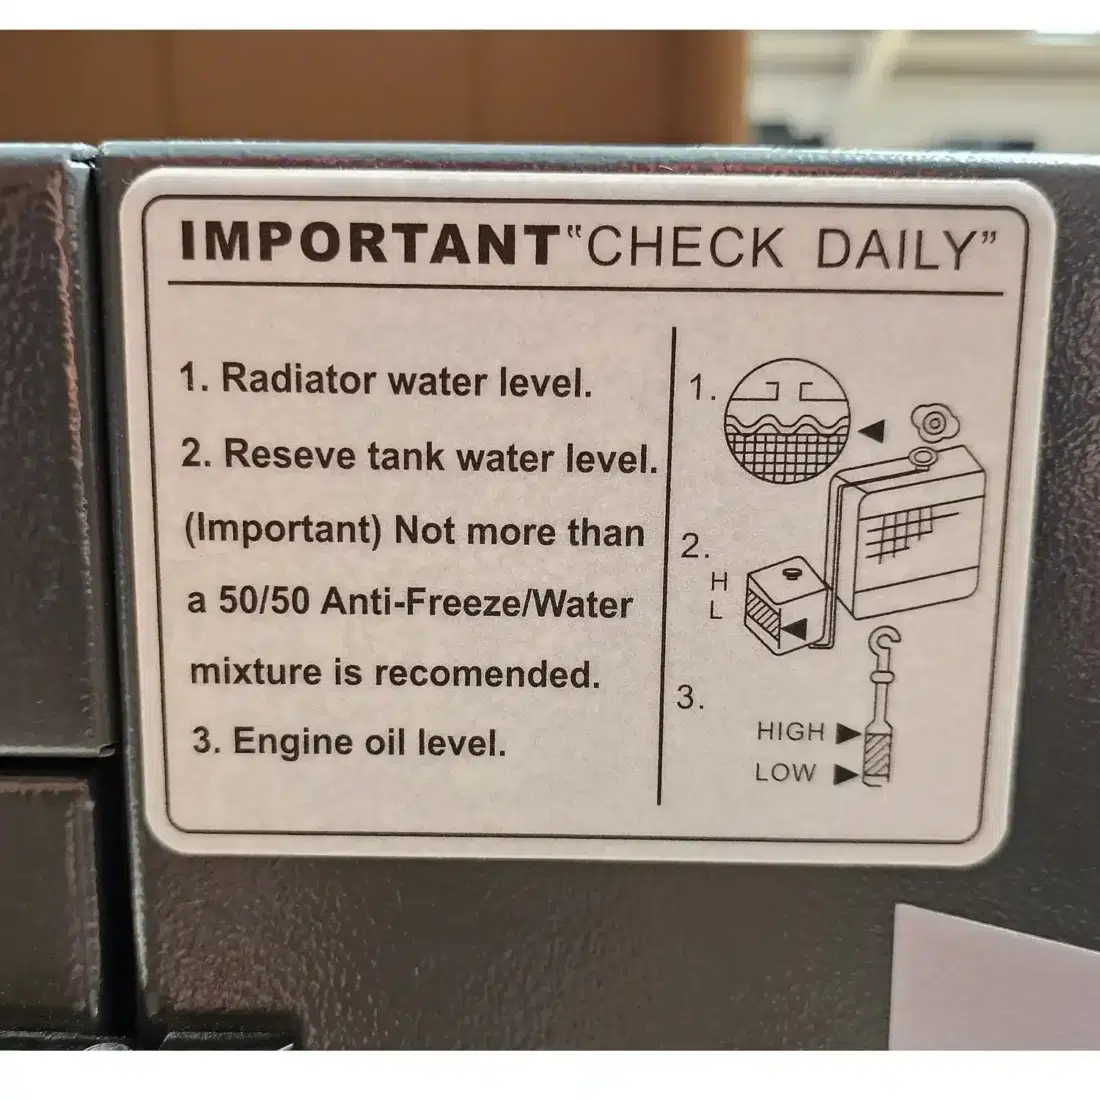 IMPORTANT “CHECK DAILY”
1. Radiator water level.
2. Reseve tank water level.
(Important) Not more than
a 50/50 Anti-Freeze/Water
mixture is recomended.
3. Engine oil level.
1.
2.
H
L
3.
HIGH
LOW